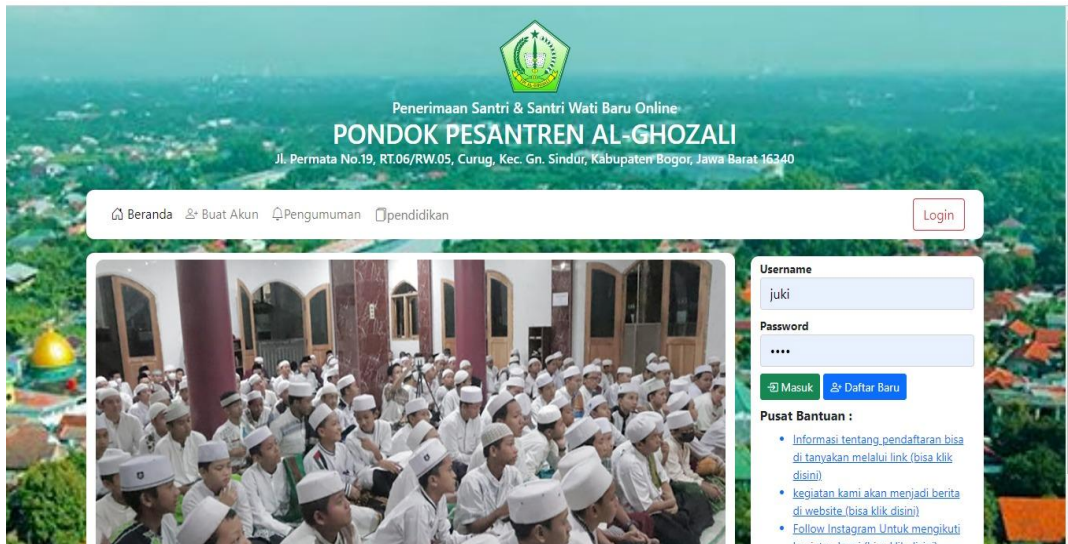 Penerimaan Santri & Santri Wati Baru Online
PONDOK PESANTREN AL-GHOZALI
Jl. Permata No.19, RT.06/RW.05, Curug, Kec. Gn. Sindur, Kabupaten Bogor, Jawa Barat 16340
Beranda Buat Akun Pengumuman pendidikan Login
Username
juki
Password
••••
Masuk Daftar Baru
Pusat Bantuan :
• Informasi tentang pendaftaran bisa
di tanyakan melalui link (bisa klik
disini)
• kegiatan kami akan menjadi berita
di website (bisa klik disini)
• Follow Instagram Untuk mengikuti